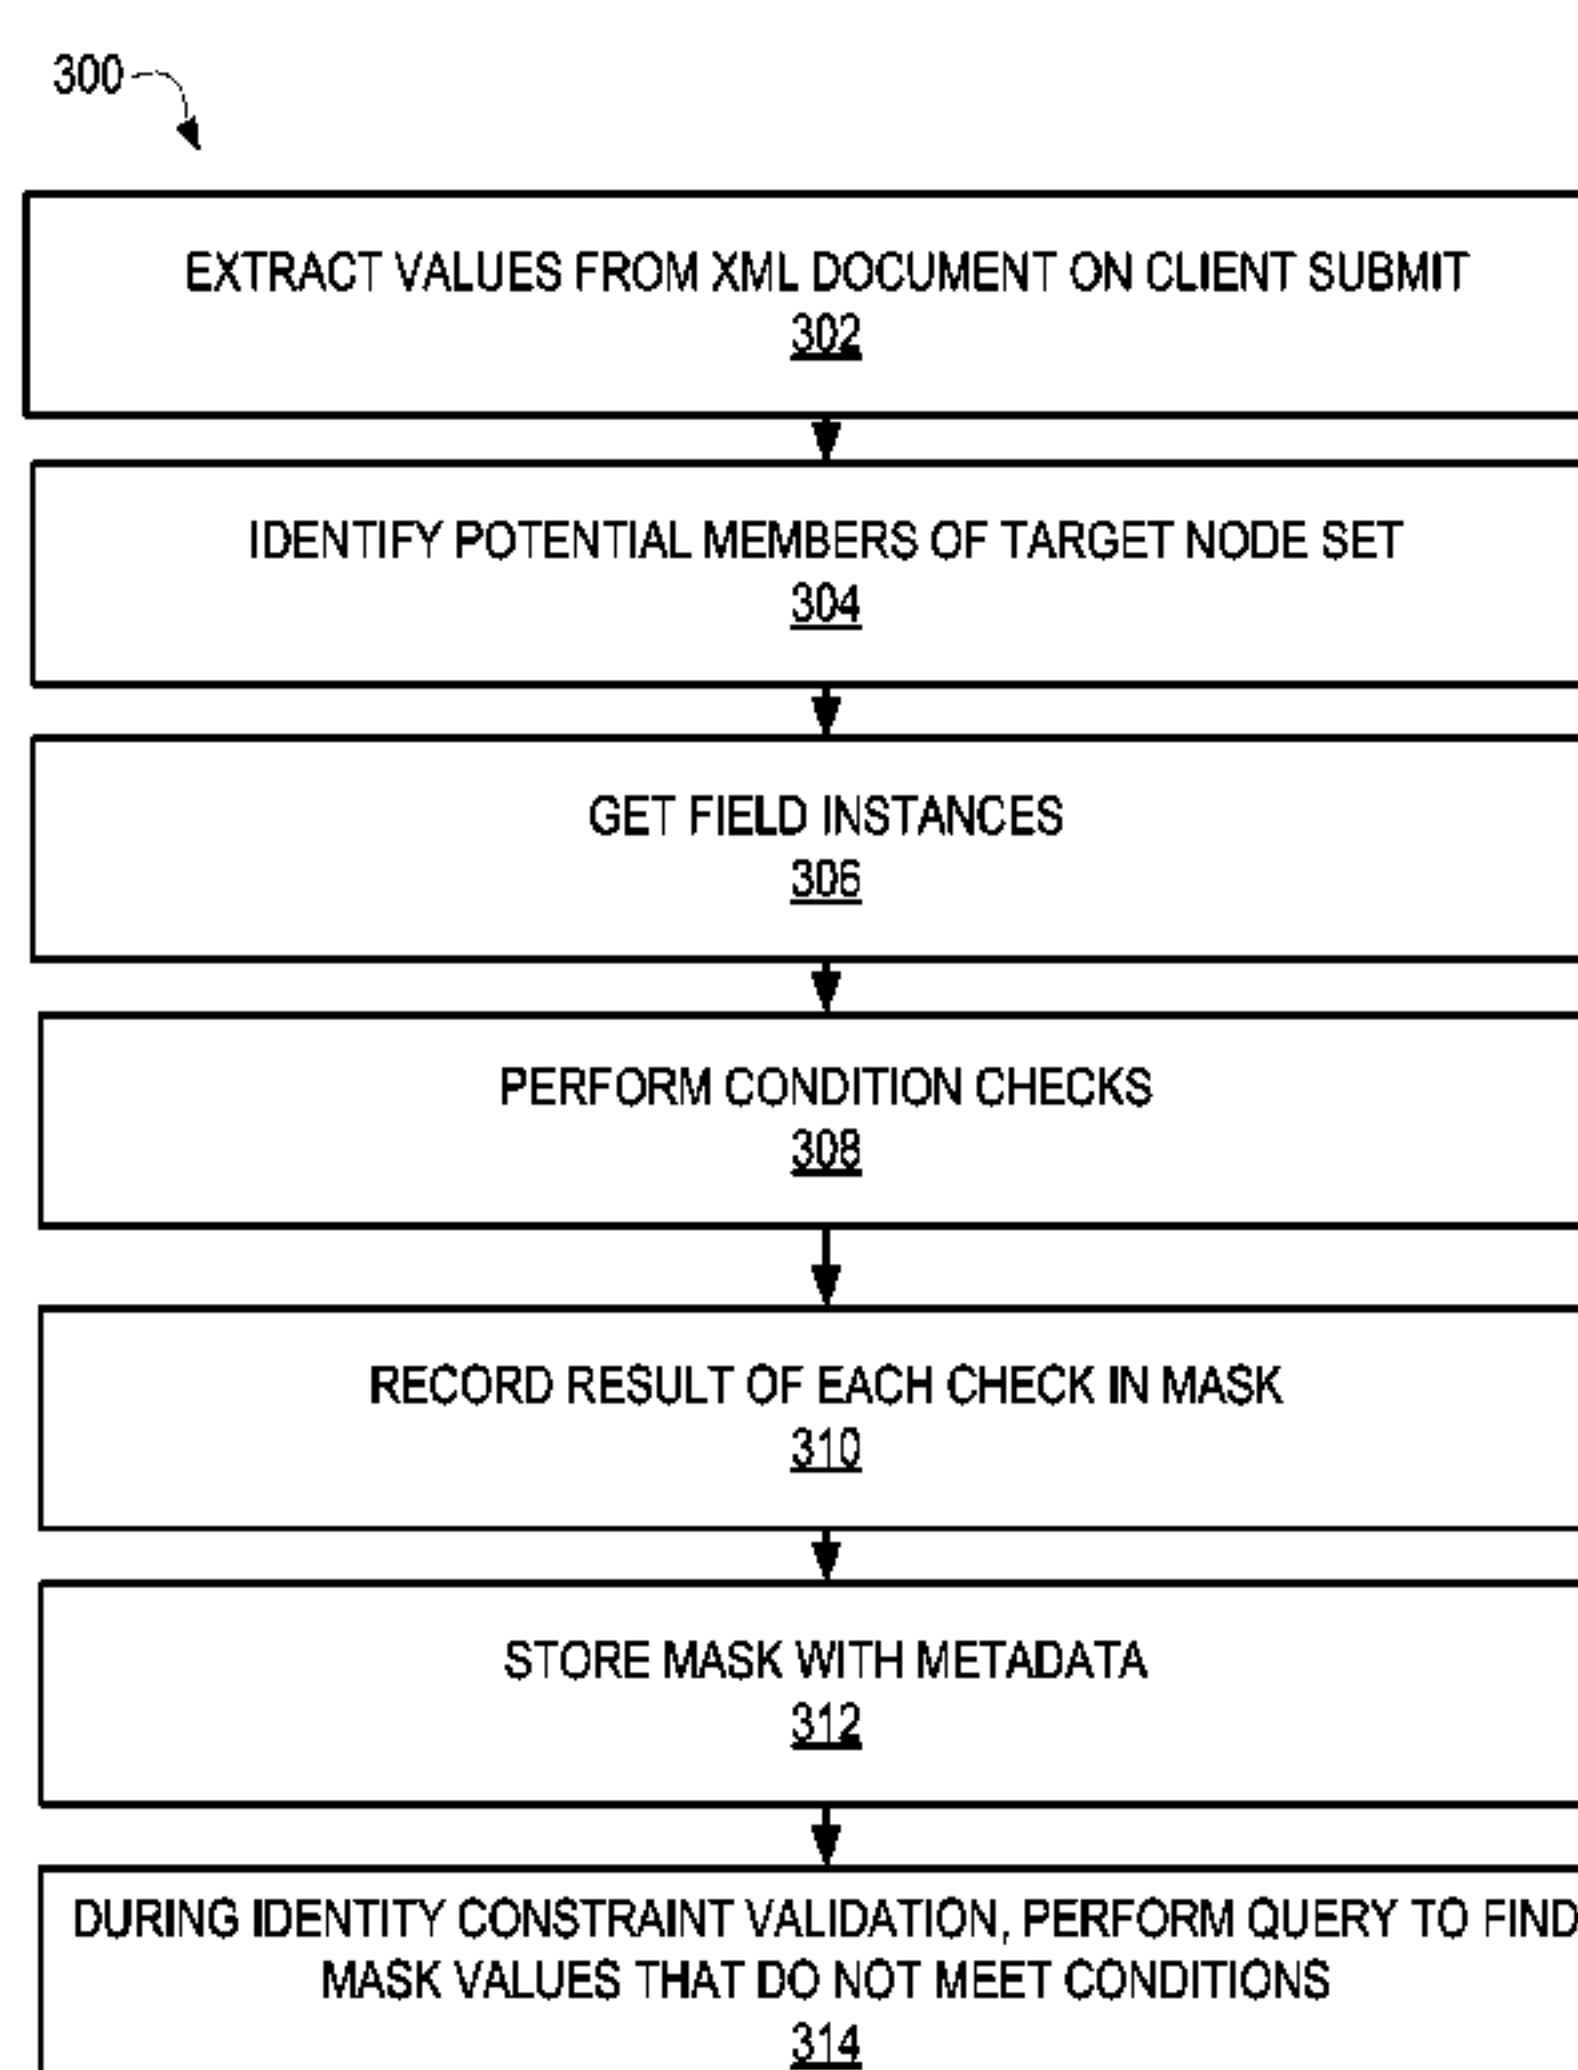 300
EXTRACT VALUES FROM XML DOCUMENT ON CLIENT SUBMIT
302
IDENTIFY POTENTIAL MEMBERS OF TARGET NODE SET
304
GET FIELD INSTANCES
306
PERFORM CONDITION CHECKS
308
RECORD RESULT OF EACH CHECK IN MASK
310
STORE MASK WITH METADATA
312
DURING IDENTITY CONSTRAINT VALIDATION, PERFORM QUERY TO FIND
MASK VALUES THAT DO NOT MEET CONDITIONS
314